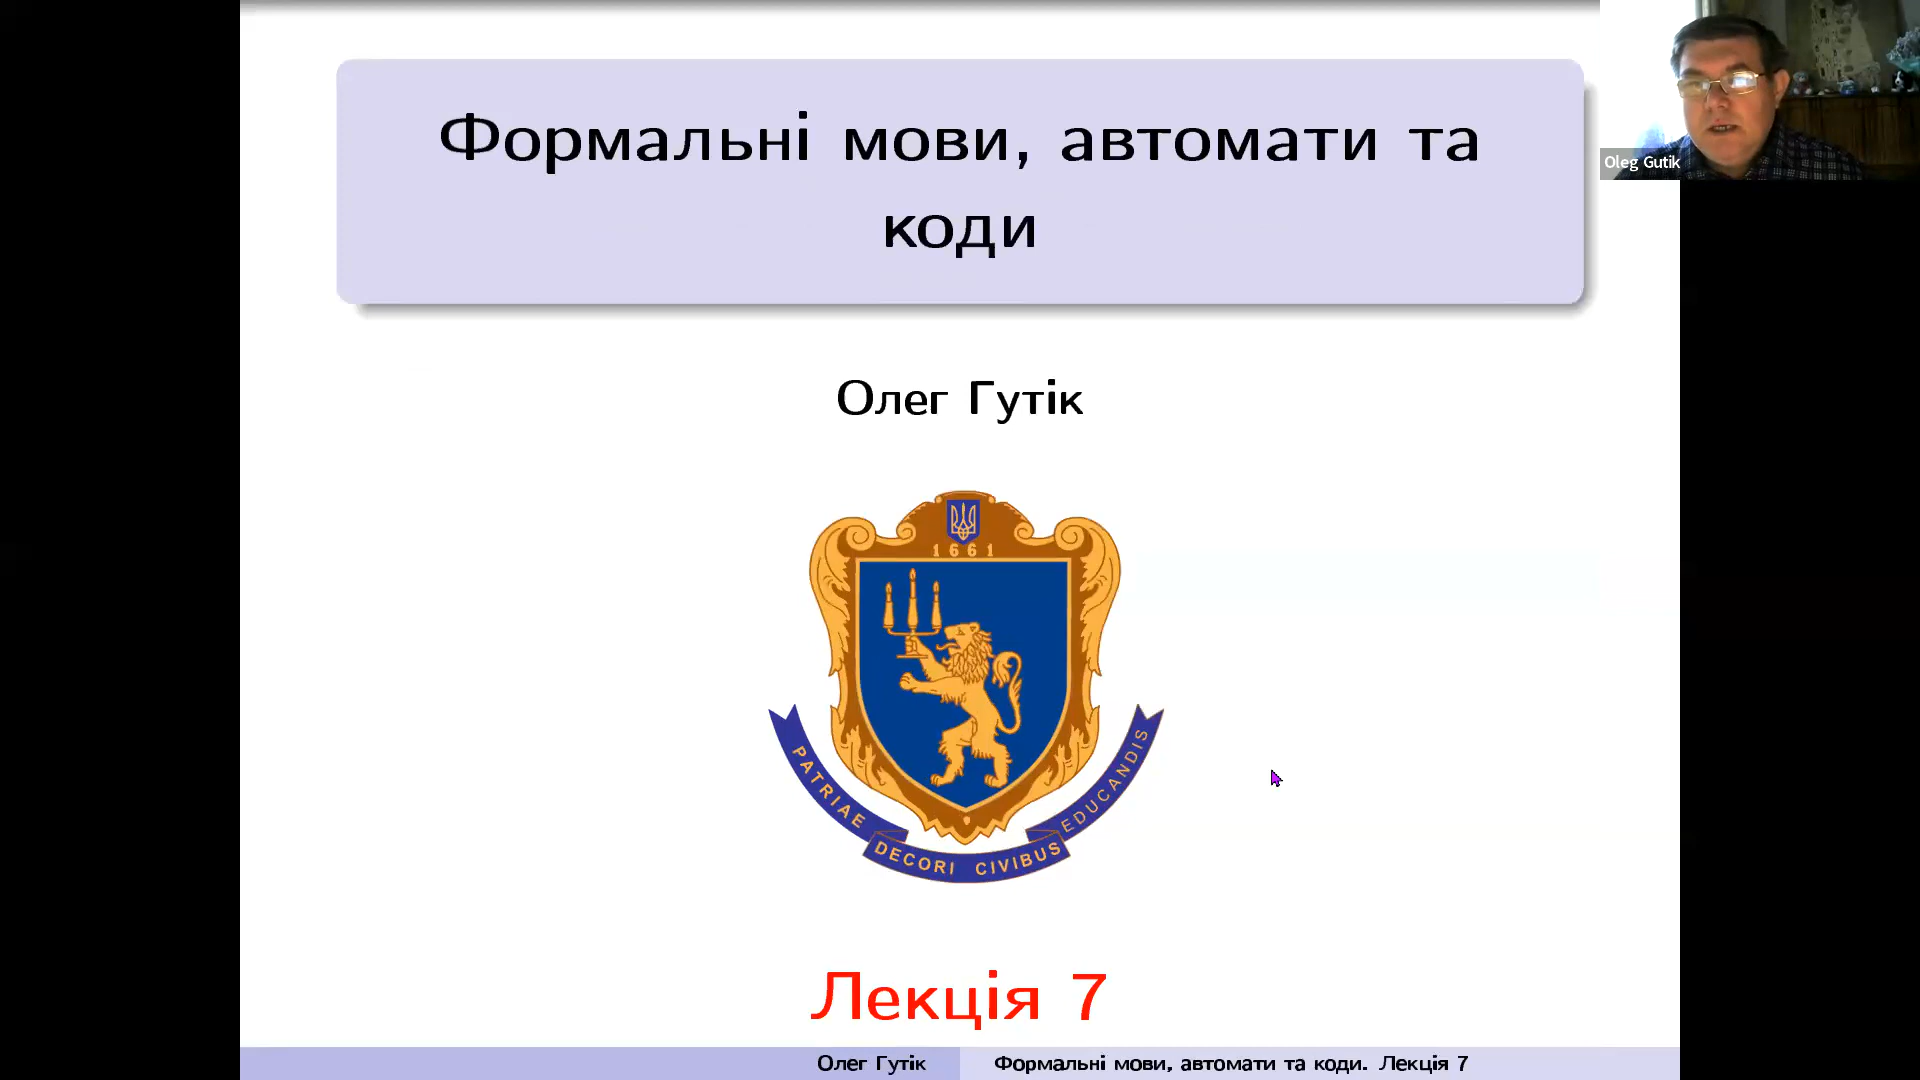 Формальні мови, автомати та
коди
Oleg Gutik
Олег Гутік
1661
PATRIAE DECORI CIVIBUS EDUCANDIS
Лекція 7
Олег Гутік
Формальні мови, автомати та коди. Лекція 7